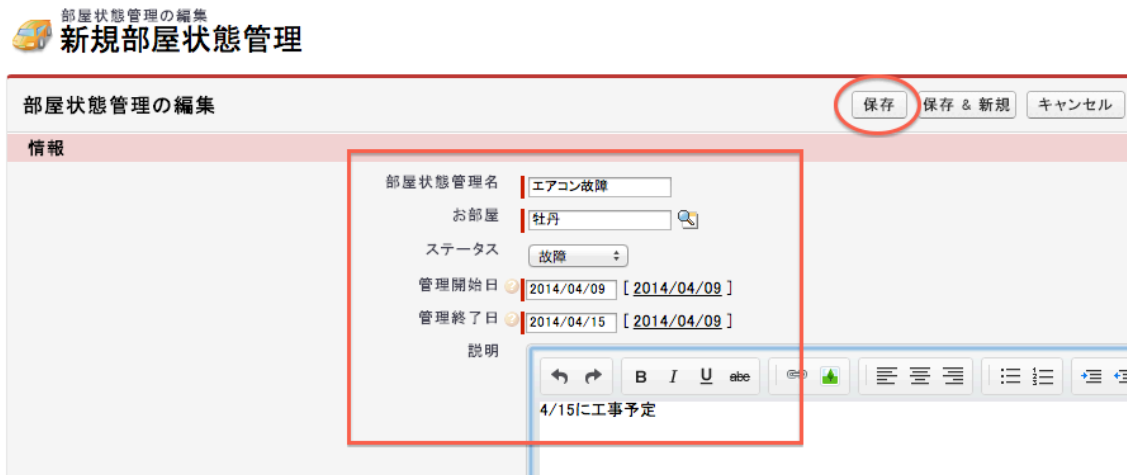 部屋状態管理の編集
新規部屋状態管理
部屋状態管理の編集
保存
保存 & 新規
キャンセル
情報
部屋状態管理名 エアコン故障
お部屋 牡丹
ステータス 故障
管理開始日 2014/04/09 [ 2014/04/09 ]
管理終了日 2014/04/15 [ 2014/04/09 ]
説明
B I U abc
4/15に工事予定